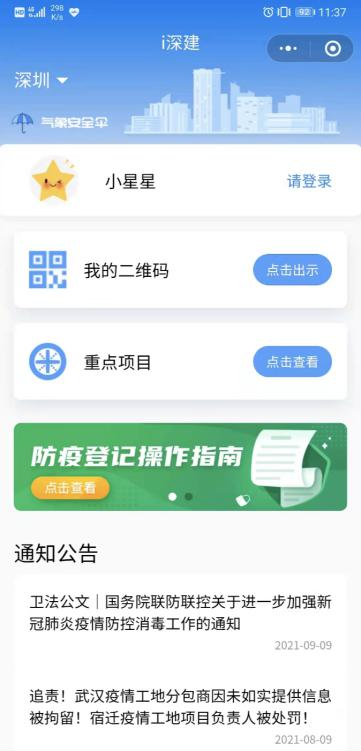 HD 4G 298 K/s 92 11:37
i深建
深圳
气象安全伞
小星星 请登录
我的二维码 点击出示
重点项目 点击查看
防疫登记操作指南
点击查看
通知公告
卫法公文｜国务院联防联控关于进一步加强新
冠肺炎疫情防控消毒工作的通知
2021-09-09
追责！武汉疫情工地分包商因未如实提供信息
被拘留！宿迁疫情工地项目负责人被处罚！
2021-08-09